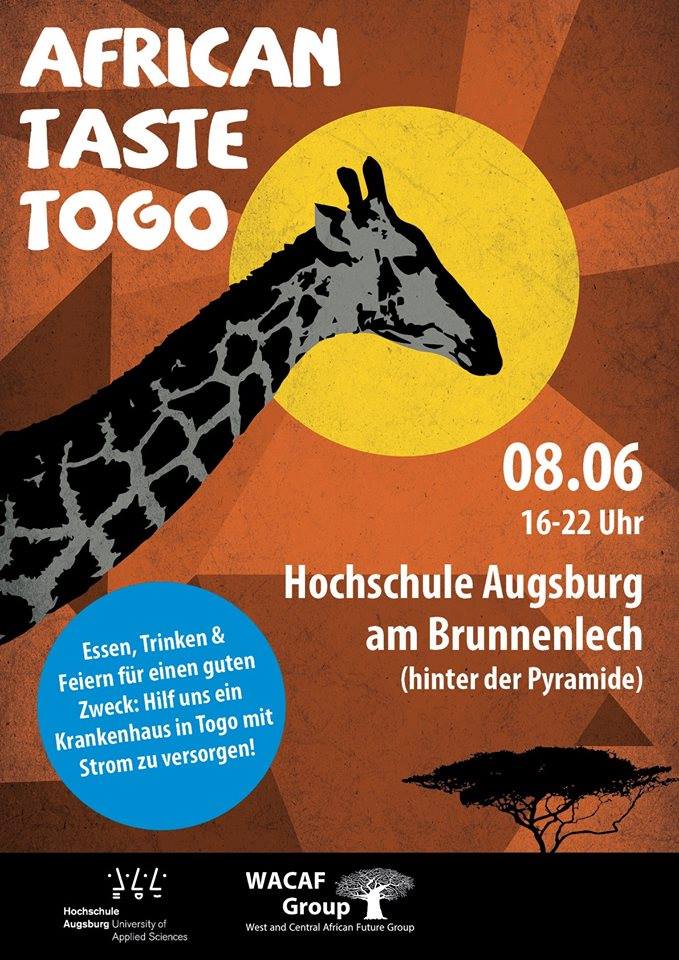 AFRICAN
TASTE
TOGO
08.06
16-22 Uhr
Hochschule Augsburg
am Brunnenlech
(hinter der Pyramide)
Essen, Trinken &
Feiern für einen guten
Zweck: Hilf uns ein
Krankenhaus in Togo mit
Strom zu versorgen!
Hochschule
Augsburg University of
Applied Sciences
WACAF
Group
West and Central African Future Group